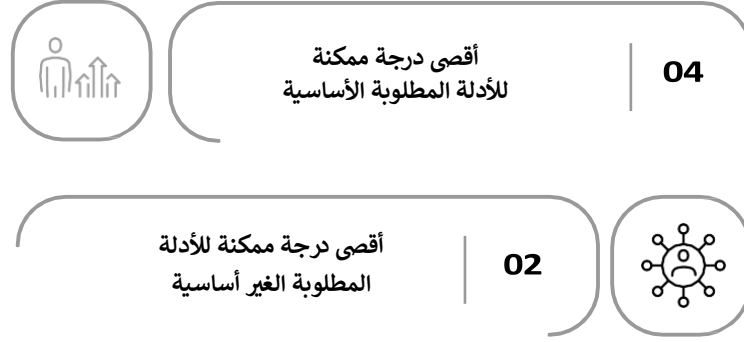 04
أقصى درجة ممكنة
للأدلة المطلوبة الأساسية
02
أقصى درجة ممكنة للأدلة
المطلوبة الغير أساسية